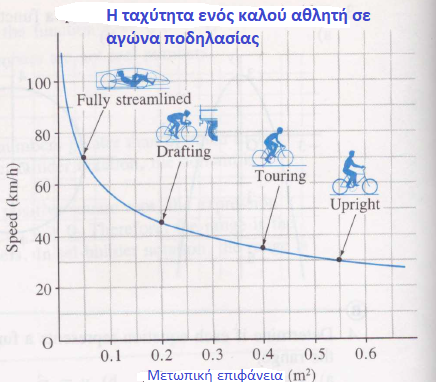 Η ταχύτητα ενός καλού αθλητή σε
αγώνα ποδηλασίας
Speed (km/h)
100
80
60
40
20
O
Fully streamlined
Drafting
Touring
Upright
0.1 0.2 0.3 0.4 0.5 0.6
Μετωπική επιφάνεια (m²)